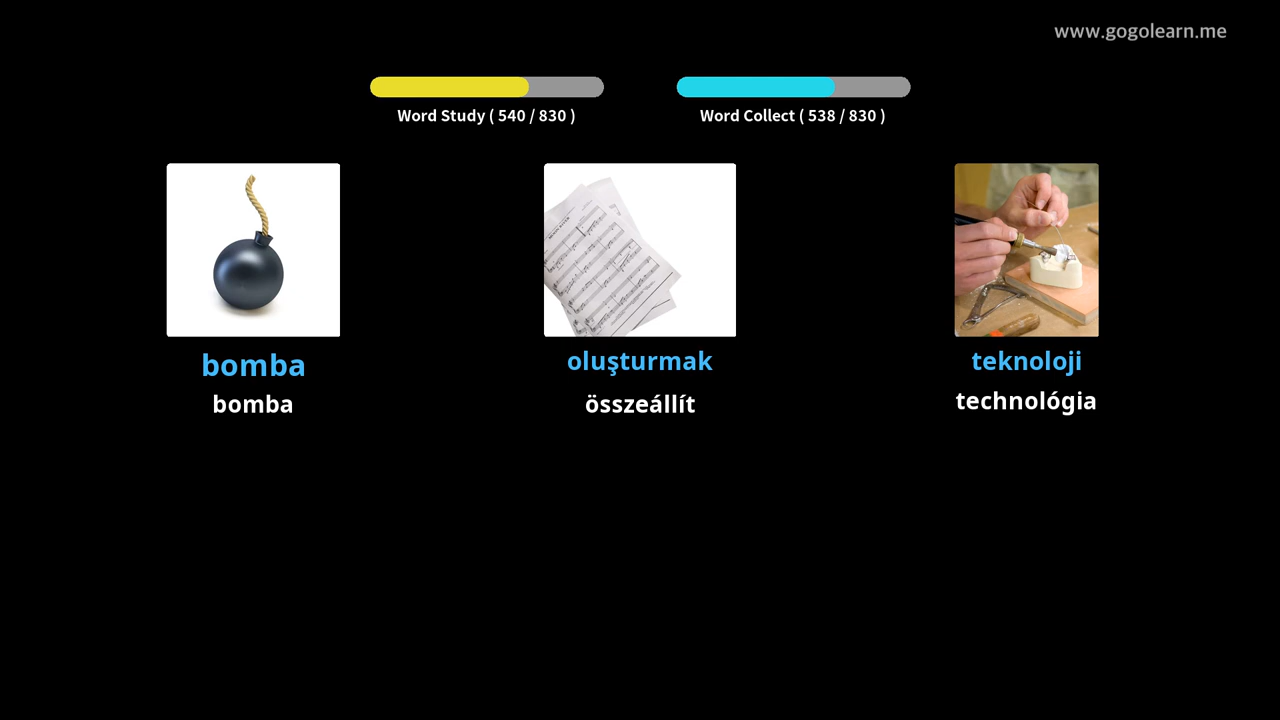 www.gogolearn.me
Word Study ( 540 / 830 )
Word Collect ( 538 / 830 )
bomba
oluşturmak
teknoloji
bomba
összeállít
technológia